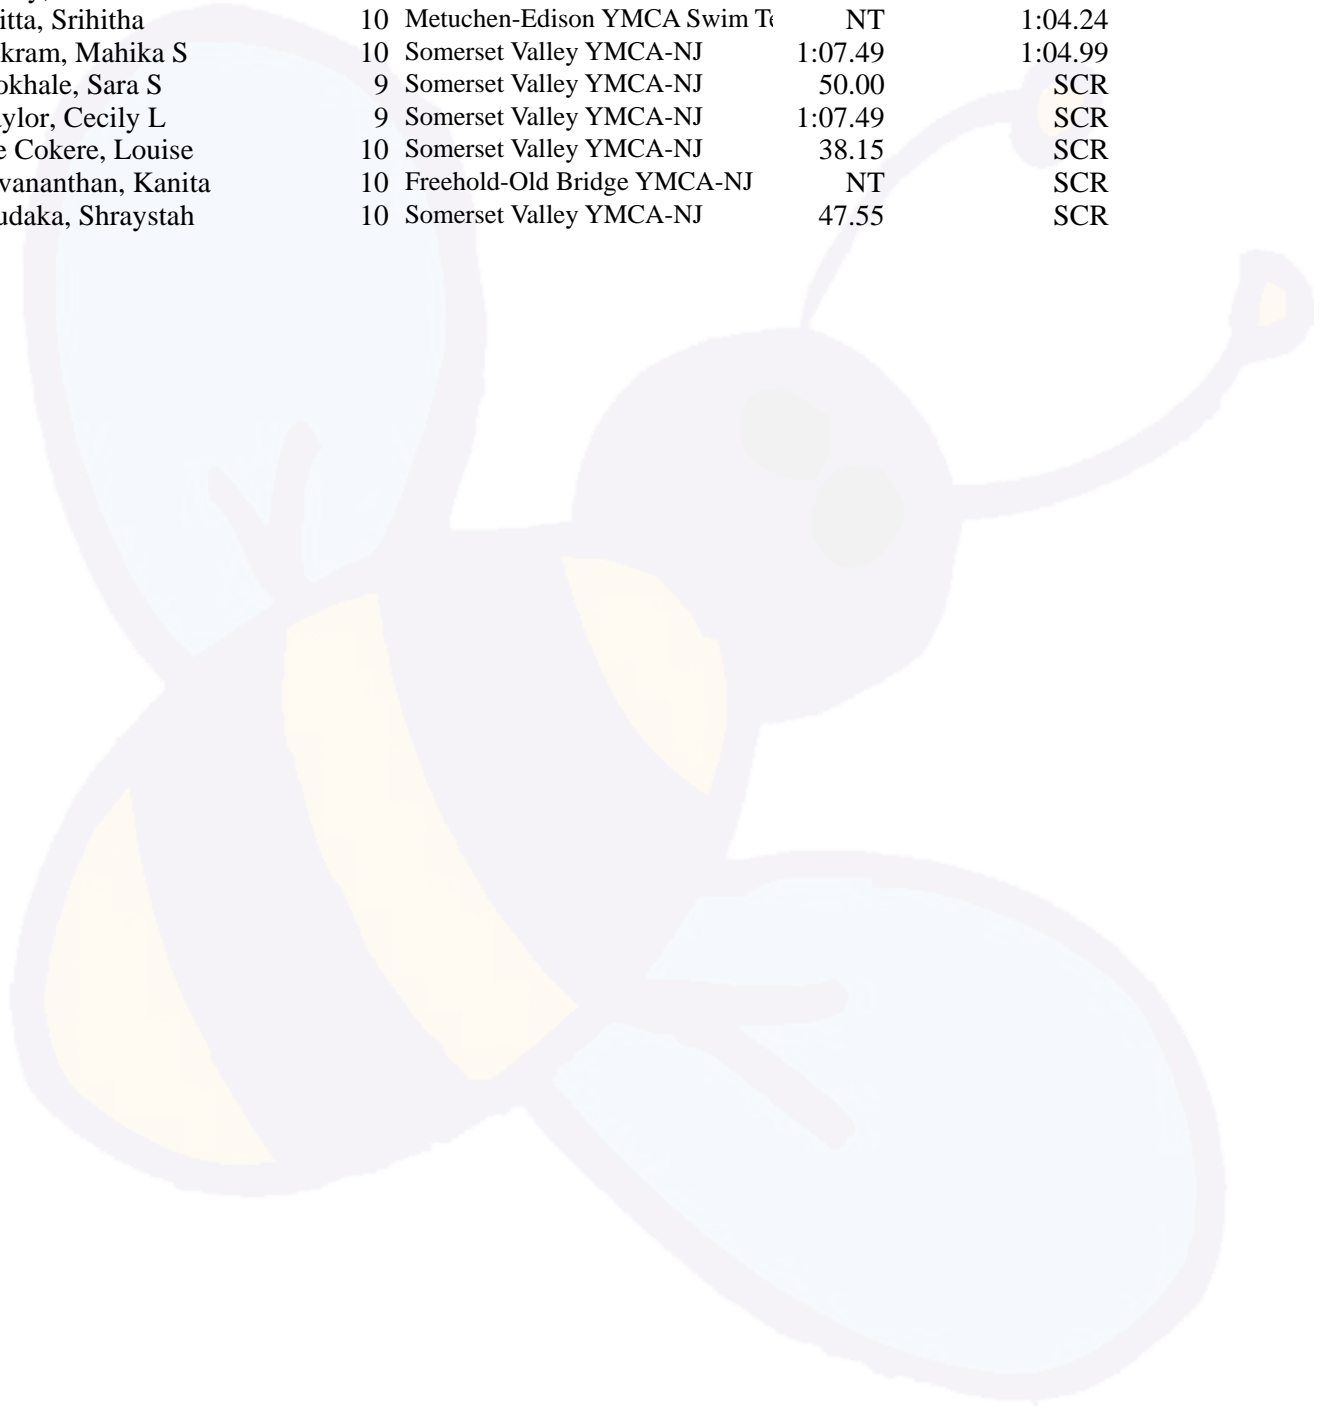 itta, Srihitha 10 Metuchen-Edison YMCA Swim Te NT 1:04.24
kram, Mahika S 10 Somerset Valley YMCA-NJ 1:07.49 1:04.99
okhale, Sara S 9 Somerset Valley YMCA-NJ 50.00 SCR
ylor, Cecily L 9 Somerset Valley YMCA-NJ 1:07.49 SCR
e Cokere, Louise 10 Somerset Valley YMCA-NJ 38.15 SCR
vananthan, Kanita 10 Freehold-Old Bridge YMCA-NJ NT SCR
udaka, Shraystah 10 Somerset Valley YMCA-NJ 47.55 SCR